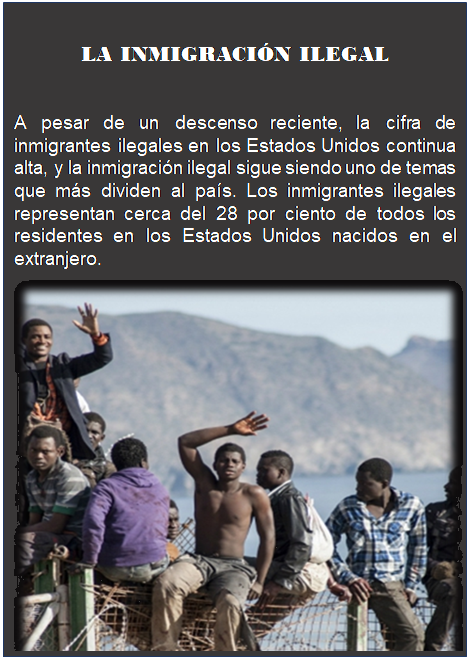 LA INMIGRACIÓN ILEGAL
A pesar de un descenso reciente, la cifra de
inmigrantes ilegales en los Estados Unidos continua
alta, y la inmigración ilegal sigue siendo uno de temas
que más dividen al país. Los inmigrantes ilegales
representan cerca del 28 por ciento de todos los
residentes en los Estados Unidos nacidos en el
extranjero.